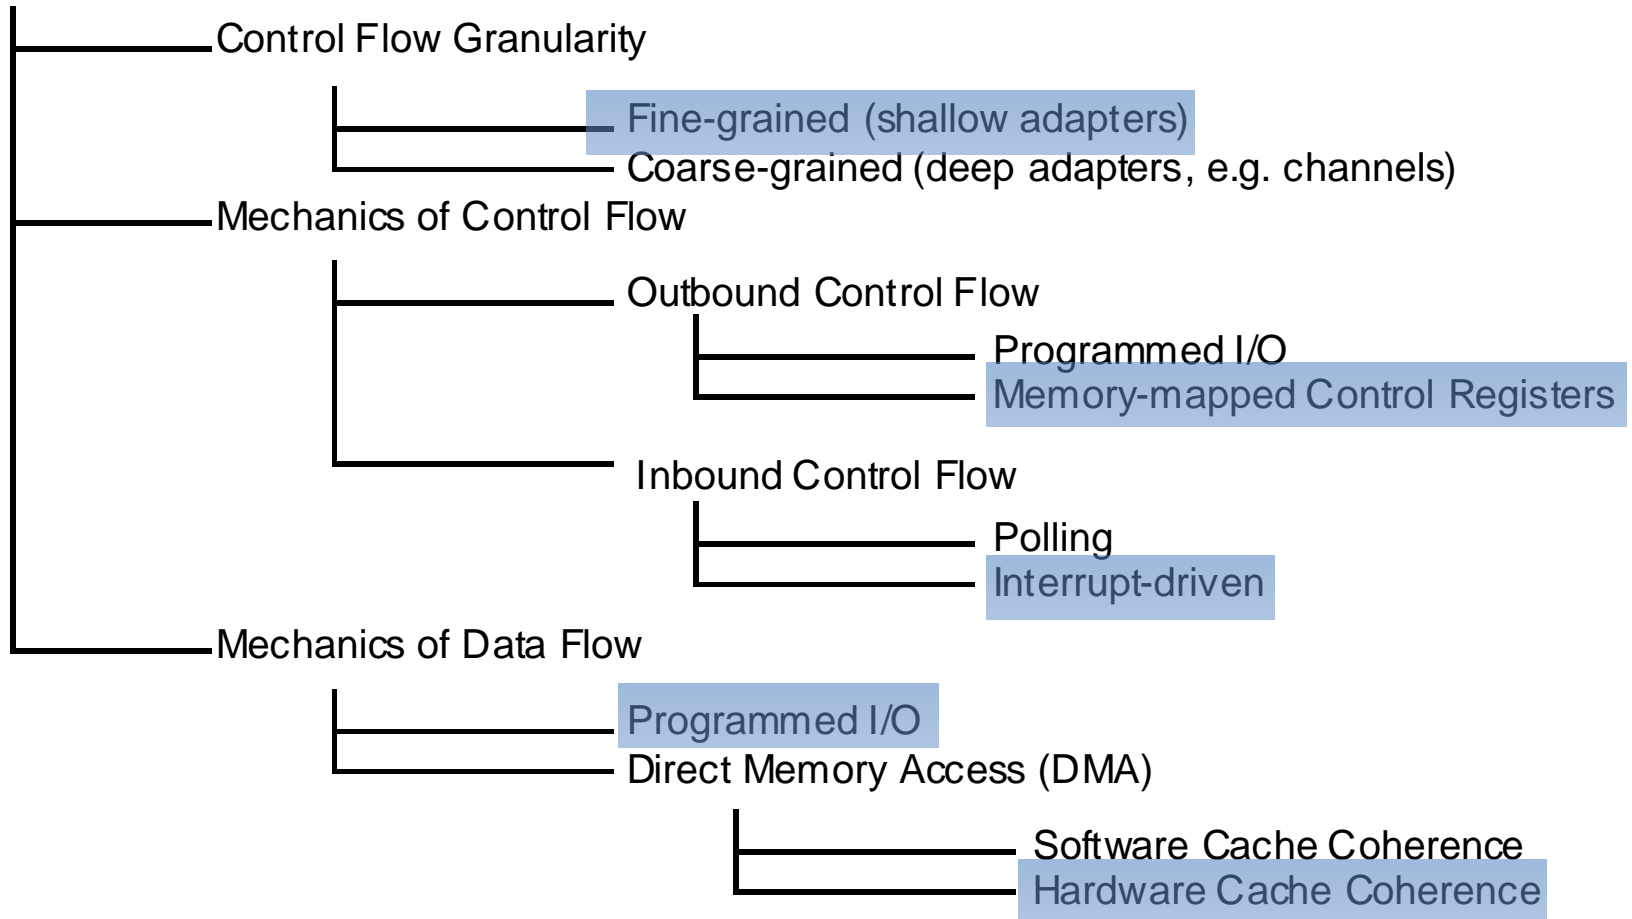 Control Flow Granularity
Fine-grained (shallow adapters)
Coarse-grained (deep adapters, e.g. channels)
Mechanics of Control Flow
Outbound Control Flow
Programmed I/O
Memory-mapped Control Registers
Inbound Control Flow
Polling
Interrupt-driven
Mechanics of Data Flow
Programmed I/O
Direct Memory Access (DMA)
Software Cache Coherence
Hardware Cache Coherence